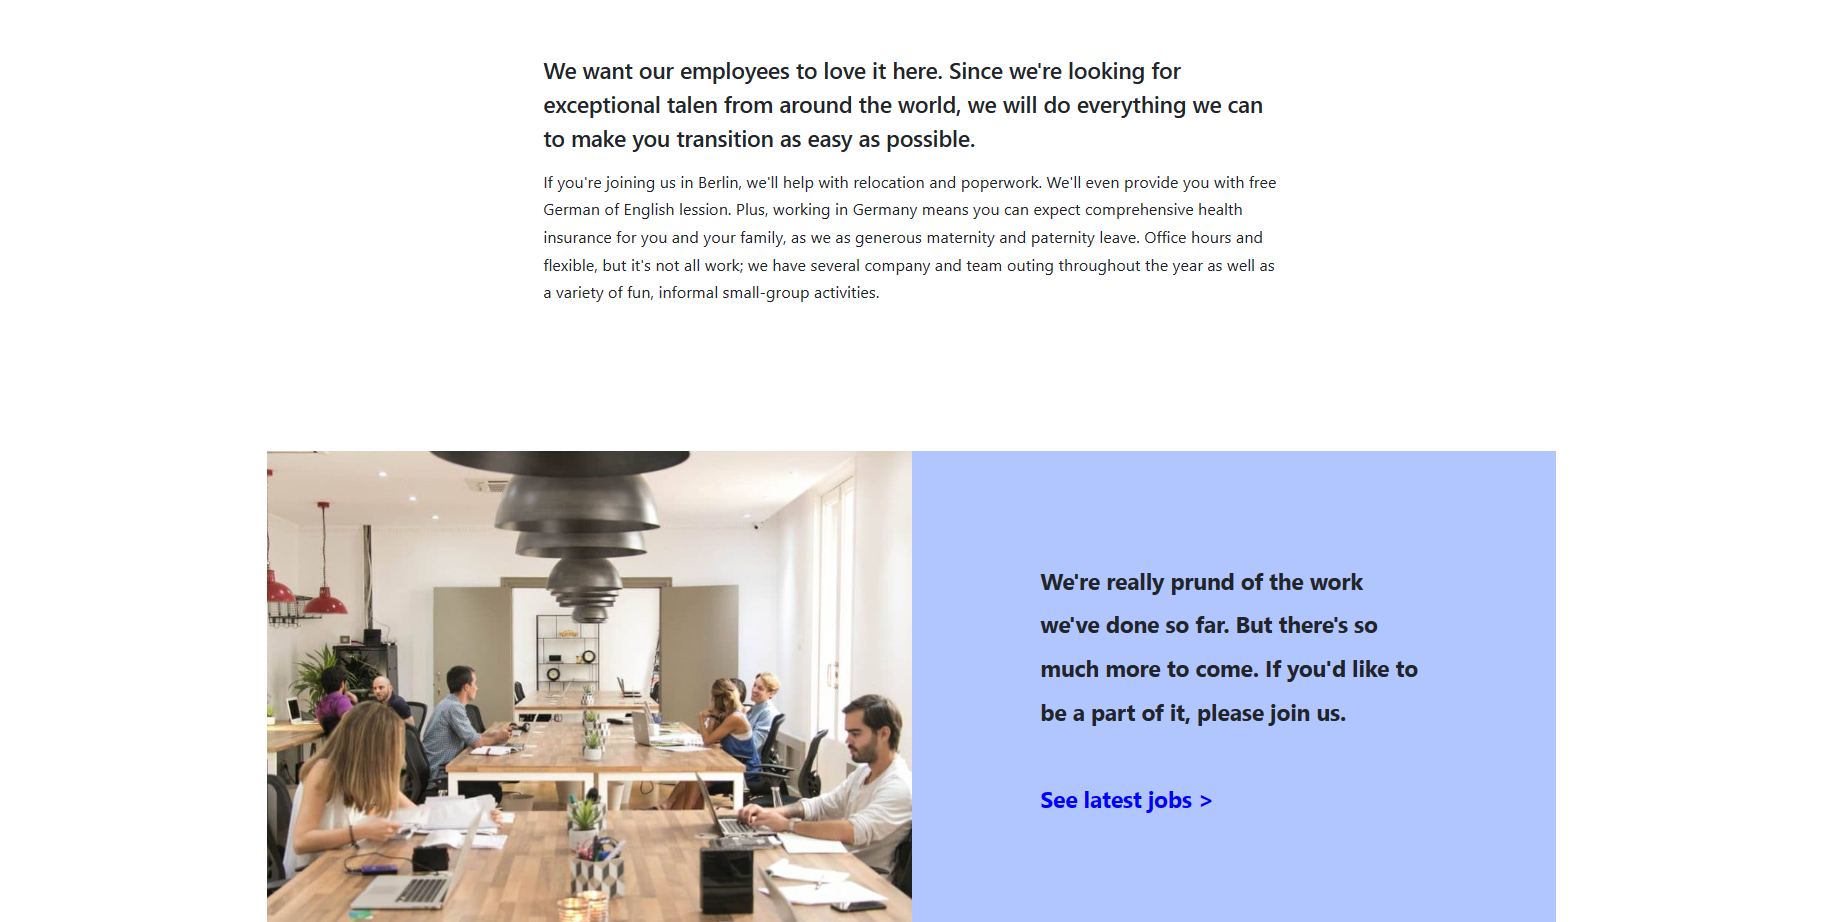 We want our employees to love it here. Since we're looking for
exceptional talen from around the world, we will do everything we can
to make you transition as easy as possible.
If you're joining us in Berlin, we'll help with relocation and poperwork. We'll even provide you with free
German of English lession. Plus, working in Germany means you can expect comprehensive health
insurance for you and your family, as we as generous maternity and paternity leave. Office hours and
flexible, but it's not all work; we have several company and team outing throughout the year as well as
a variety of fun, informal small-group activities.
We're really prund of the work
we've done so far. But there's so
much more to come. If you'd like to
be a part of it, please join us.
See latest jobs >